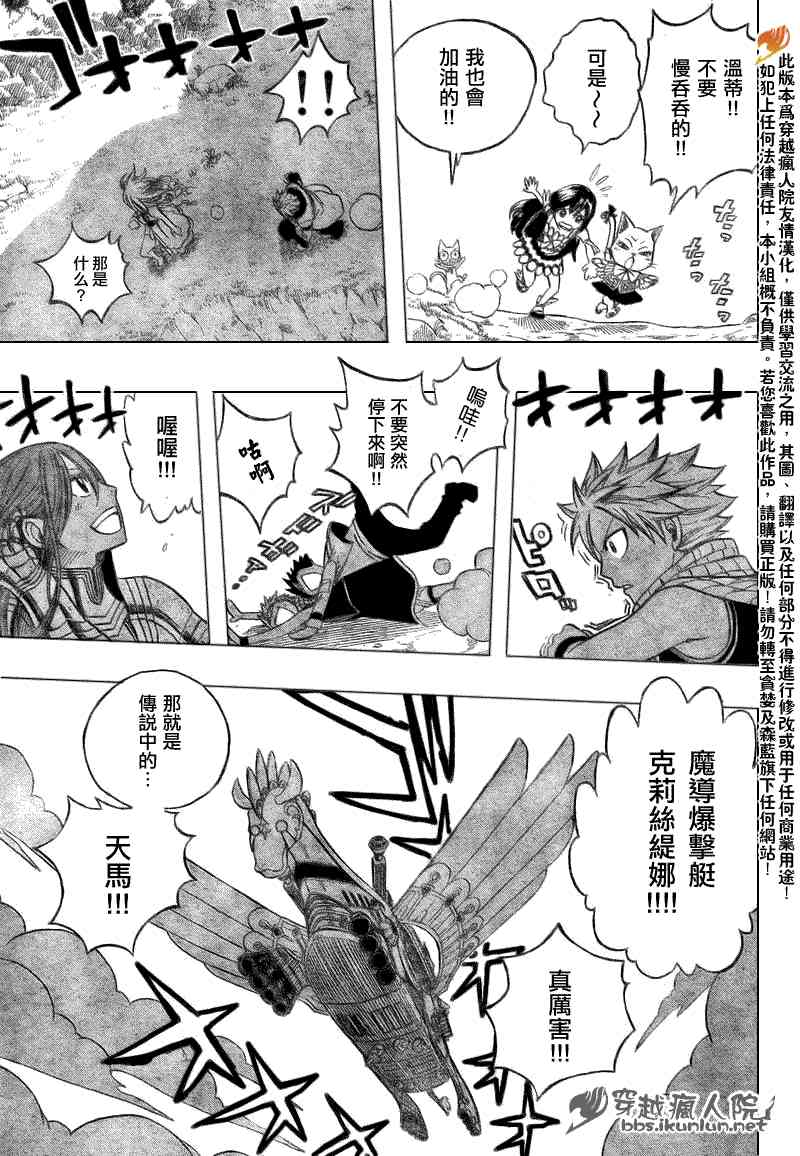 溫蒂!!
不要
慢吞吞的!!
可是~~
我也會
加油的!!
たっ
たっ
!!
ゴオオオオ
那是
什么？
オオオオ
ピロ
嗚哇!!
不要突然
停下來啊!!
咕啊
喔喔!!!
魔導爆擊艇
克莉絲緹娜!!!!
那就是
傳説中的…
天馬!!!
真厲害!!!
此版本爲穿越瘋人院友情漢化，僅供學習交流之用，其圖、翻譯以及任何部分不得進行修改或用于任何商業用途！
如犯上任何法律責任，本小組概不負責。若您喜歡此作品，請購買正版！請勿轉至貪婪及森藍旗下任何網站！
穿越瘋人院
bbs.ikunlun.net